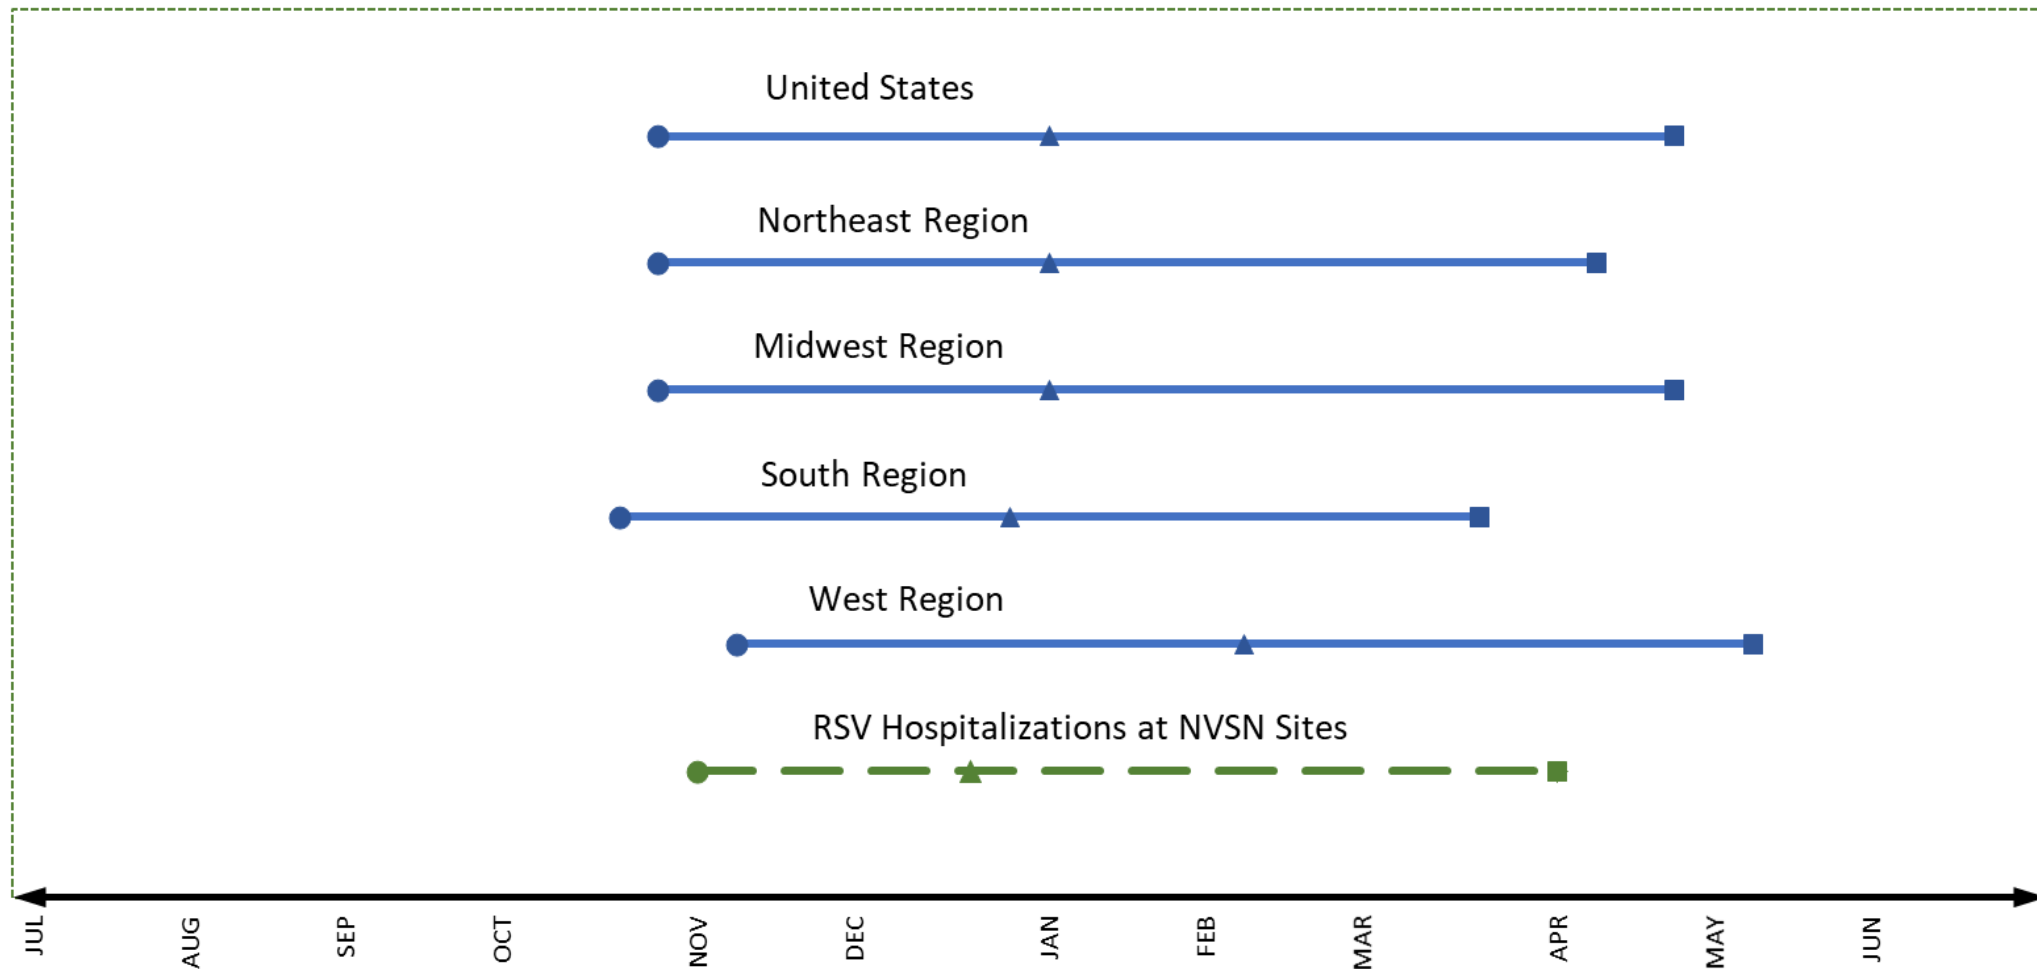 United States
Northeast Region
Midwest Region
South Region
West Region
RSV Hospitalizations at NVSN Sites
JUL
AUG
SEP
OCT
NOV
DEC
JAN
FEB
MAR
APR
MAY
JUN